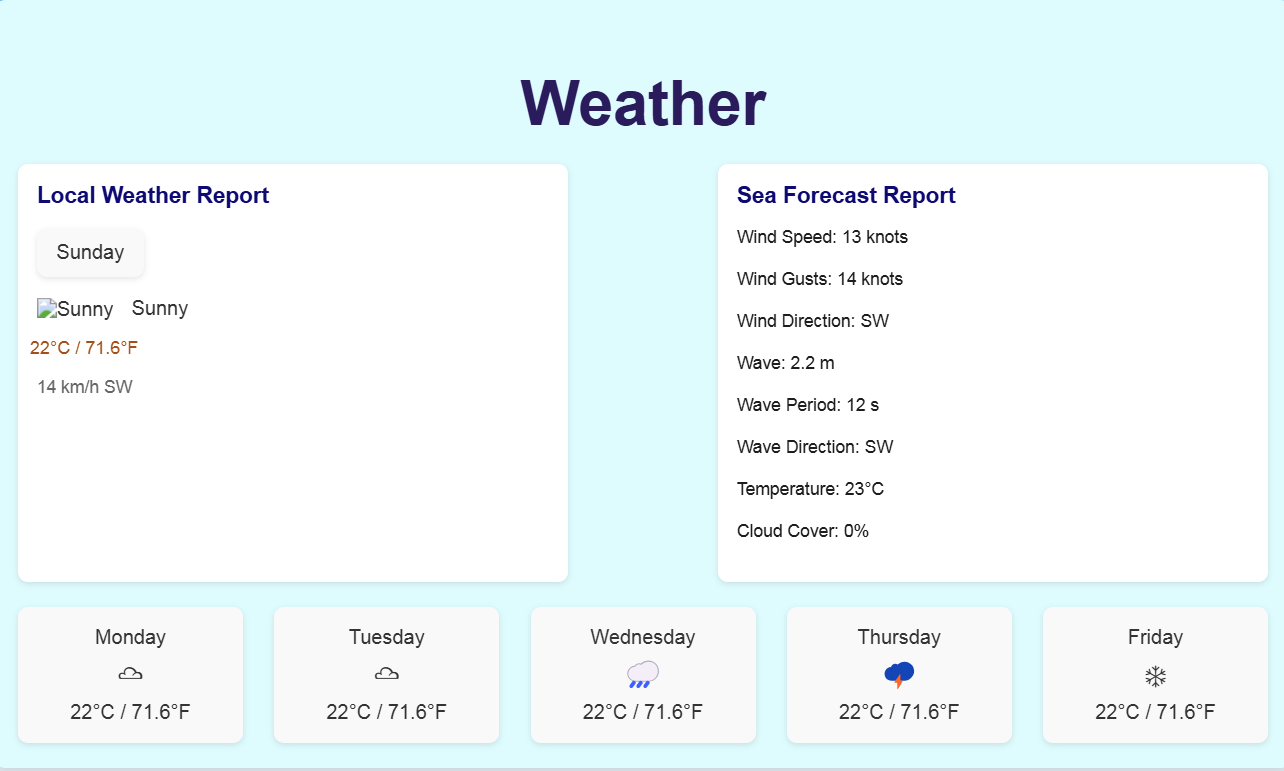 Weather
Local Weather Report
Sunday
Sunny Sunny
22°C / 71.6°F
14 km/h SW
Sea Forecast Report
Wind Speed: 13 knots
Wind Gusts: 14 knots
Wind Direction: SW
Wave: 2.2 m
Wave Period: 12 s
Wave Direction: SW
Temperature: 23°C
Cloud Cover: 0%
Monday
22°C / 71.6°F
Tuesday
22°C / 71.6°F
Wednesday
22°C / 71.6°F
Thursday
22°C / 71.6°F
Friday
22°C / 71.6°F